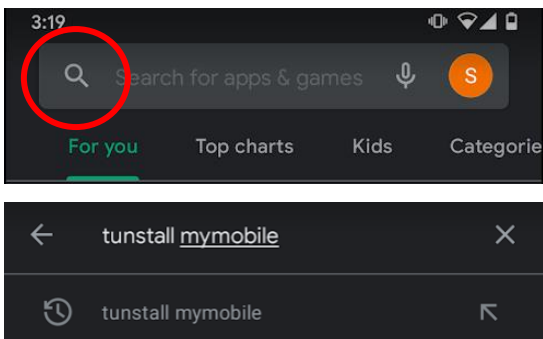 3:19
Search for apps & games
S
For you Top charts Kids Categorie
tunstall mymobile
tunstall mymobile